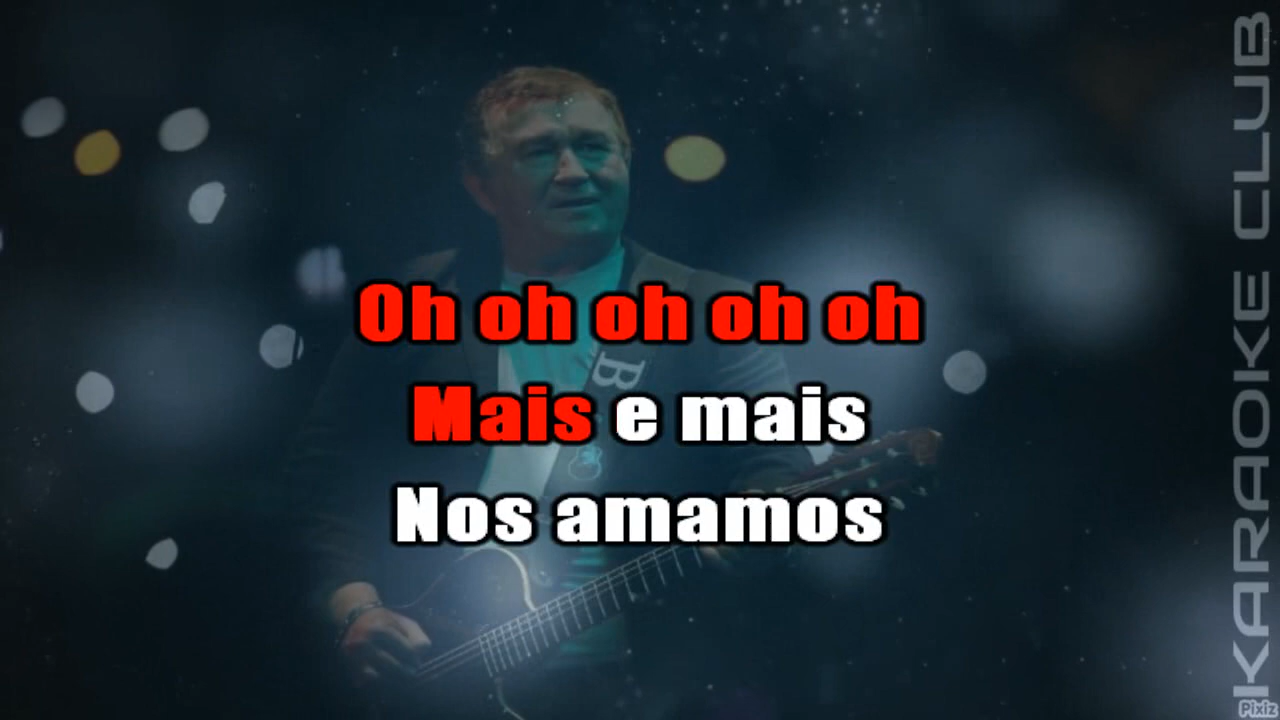 Oh oh oh oh oh
Mais e mais
Nos amamos
B
KARAOKE CLUB
Pixiz